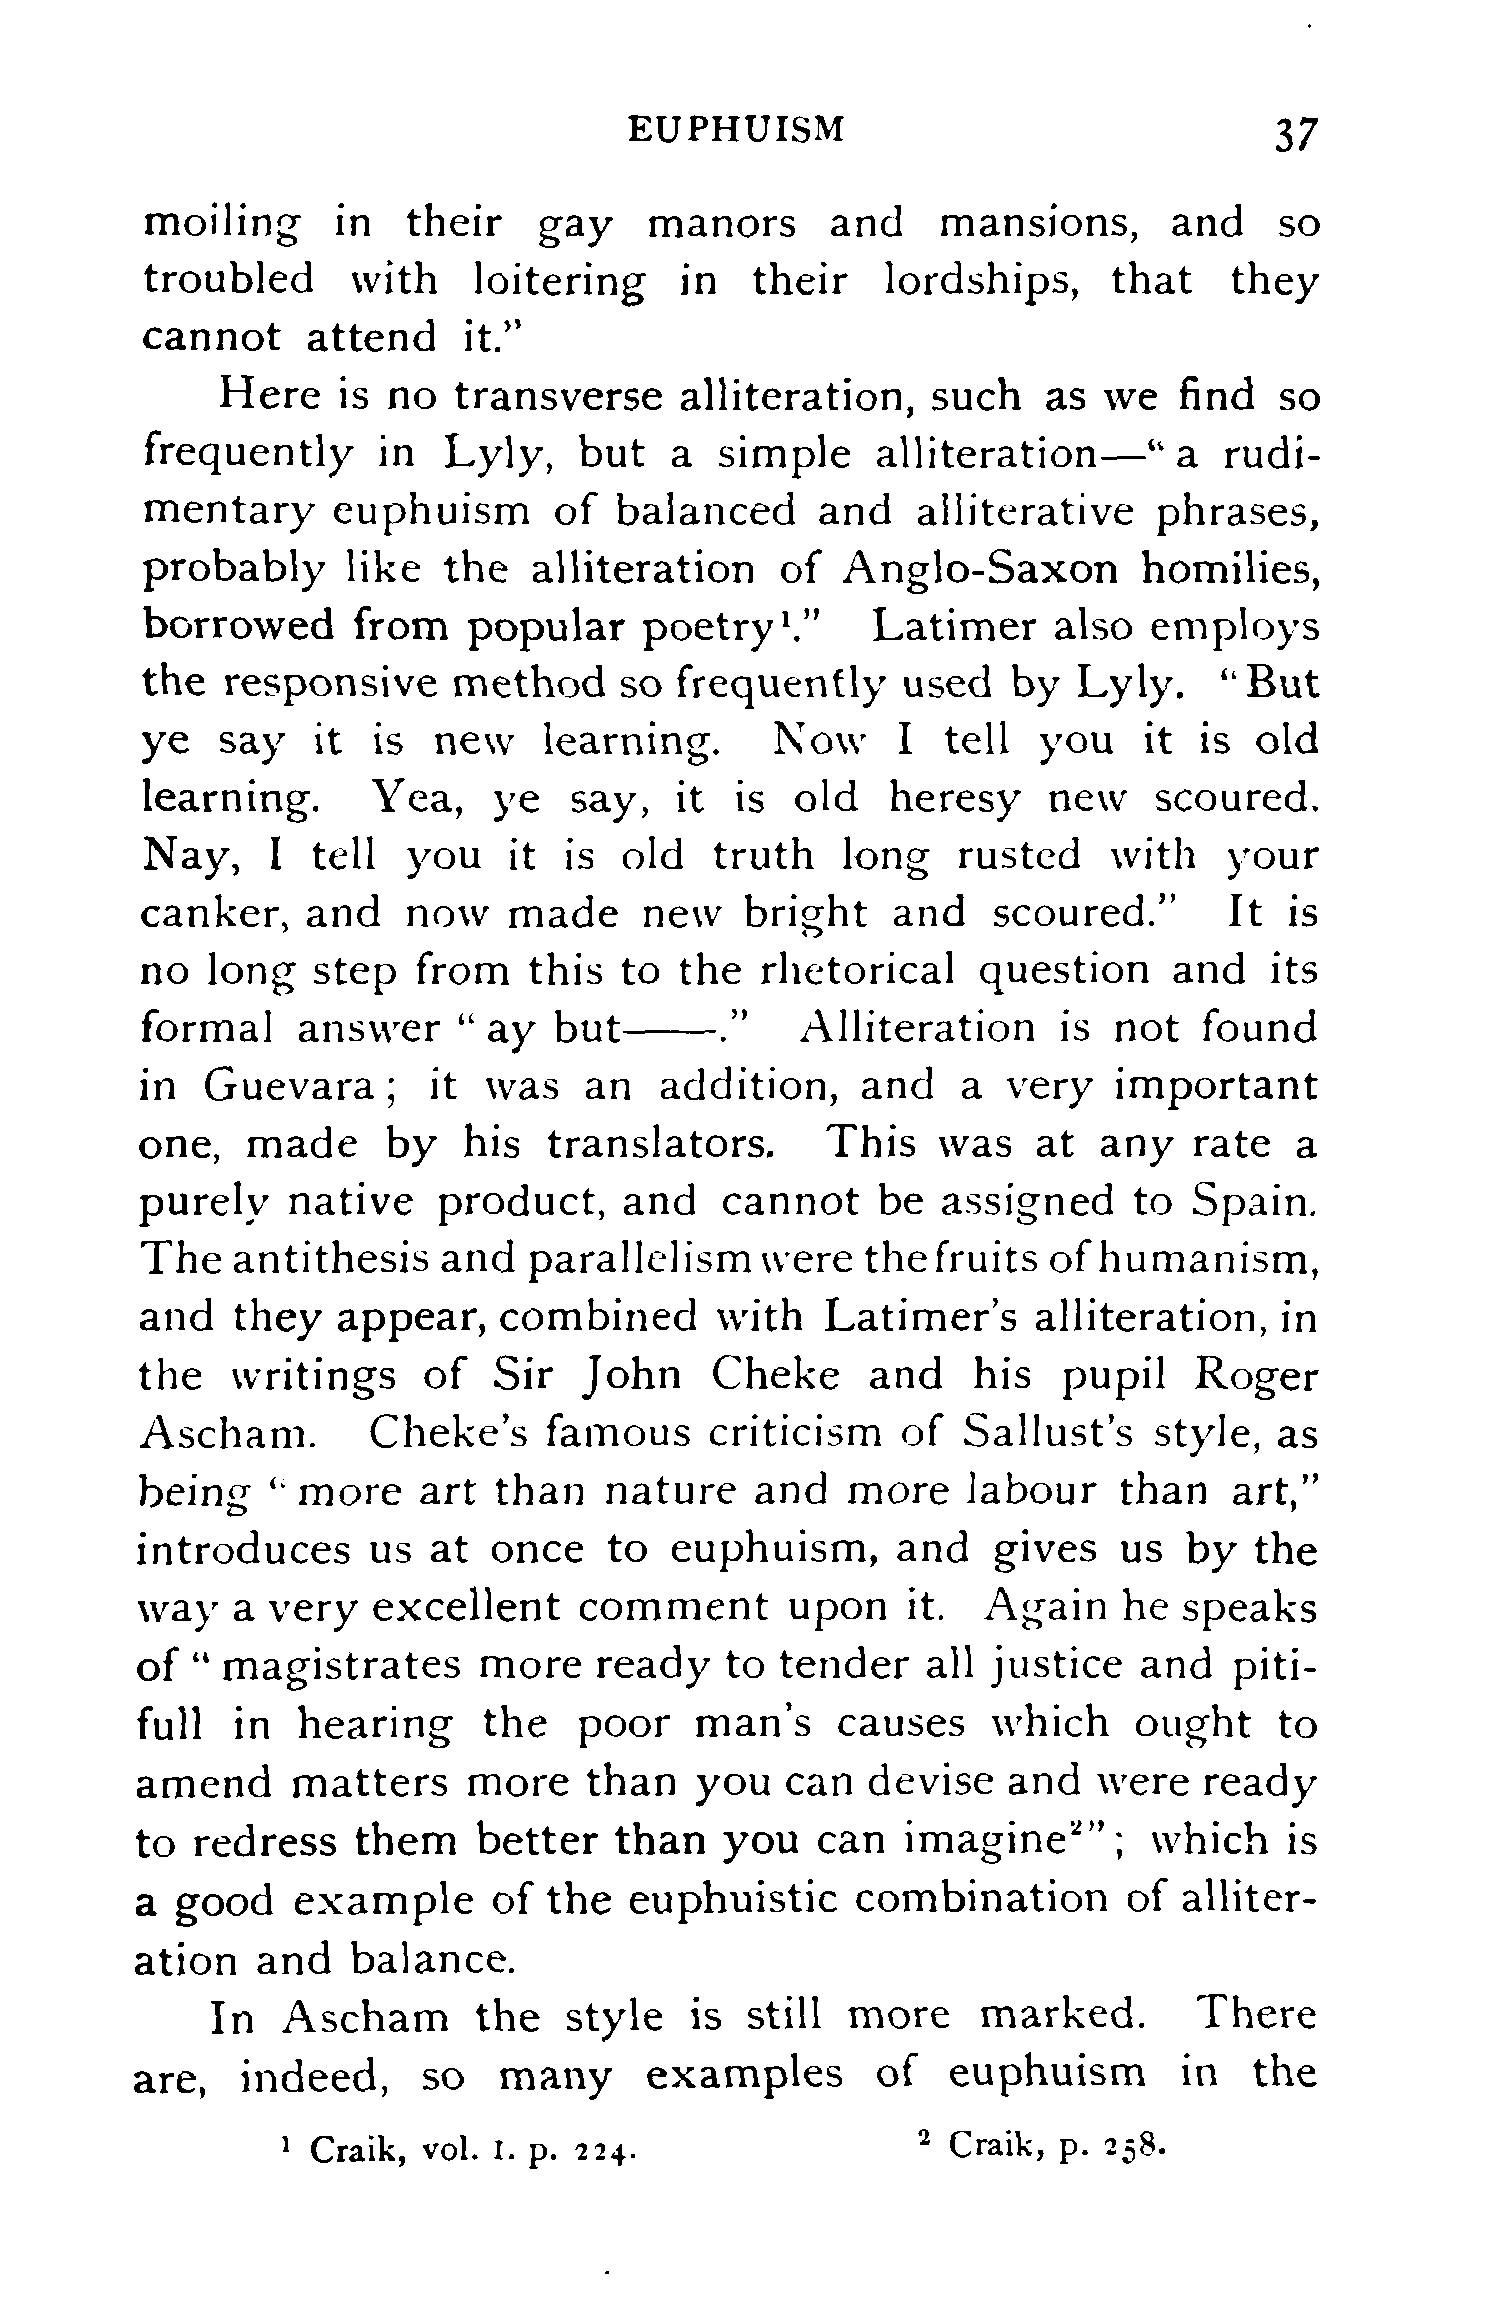 EUPHUISM 37
moiling in their gay manors and mansions, and so
troubled with loitering in their lordships, that they
cannot attend it."
Here is no transverse alliteration, such as we find so
frequently in Lyly, but a simple alliteration—"a rudi-
mentary euphuism of balanced and alliterative phrases,
probably like the alliteration of Anglo-Saxon homilies,
borrowed from popular poetry¹." Latimer also employs
the responsive method so frequently used by Lyly. "But
ye say it is new learning. Now I tell you it is old
learning. Yea, ye say, it is old heresy new scoured.
Nay, I tell you it is old truth long rusted with your
canker, and now made new bright and scoured." It is
no long step from this to the rhetorical question and its
formal answer "ay but——." Alliteration is not found
in Guevara; it was an addition, and a very important
one, made by his translators. This was at any rate a
purely native product, and cannot be assigned to Spain.
The antithesis and parallelism were the fruits of humanism,
and they appear, combined with Latimer's alliteration, in
the writings of Sir John Cheke and his pupil Roger
Ascham. Cheke's famous criticism of Sallust's style, as
being "more art than nature and more labour than art,"
introduces us at once to euphuism, and gives us by the
way a very excellent comment upon it. Again he speaks
of "magistrates more ready to tender all justice and piti-
full in hearing the poor man's causes which ought to
amend matters more than you can devise and were ready
to redress them better than you can imagine²"; which is
a good example of the euphuistic combination of alliter-
ation and balance.
In Ascham the style is still more marked. There
are, indeed, so many examples of euphuism in the
¹ Craik, vol. I. p. 224. ² Craik, p. 258.